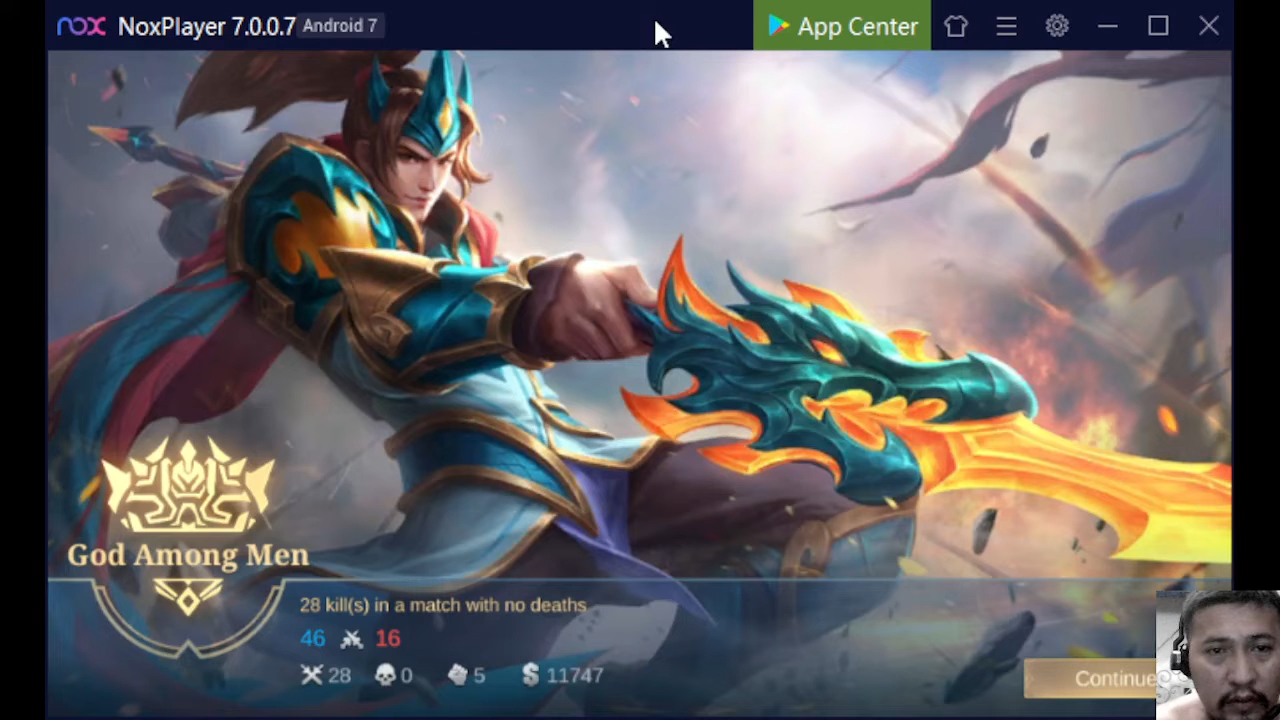 nox NoxPlayer 7.0.0.7 Android 7 App Center
God Among Men
28 kill(s) in a match with no deaths
46 16
28 0 5 11747
Continue